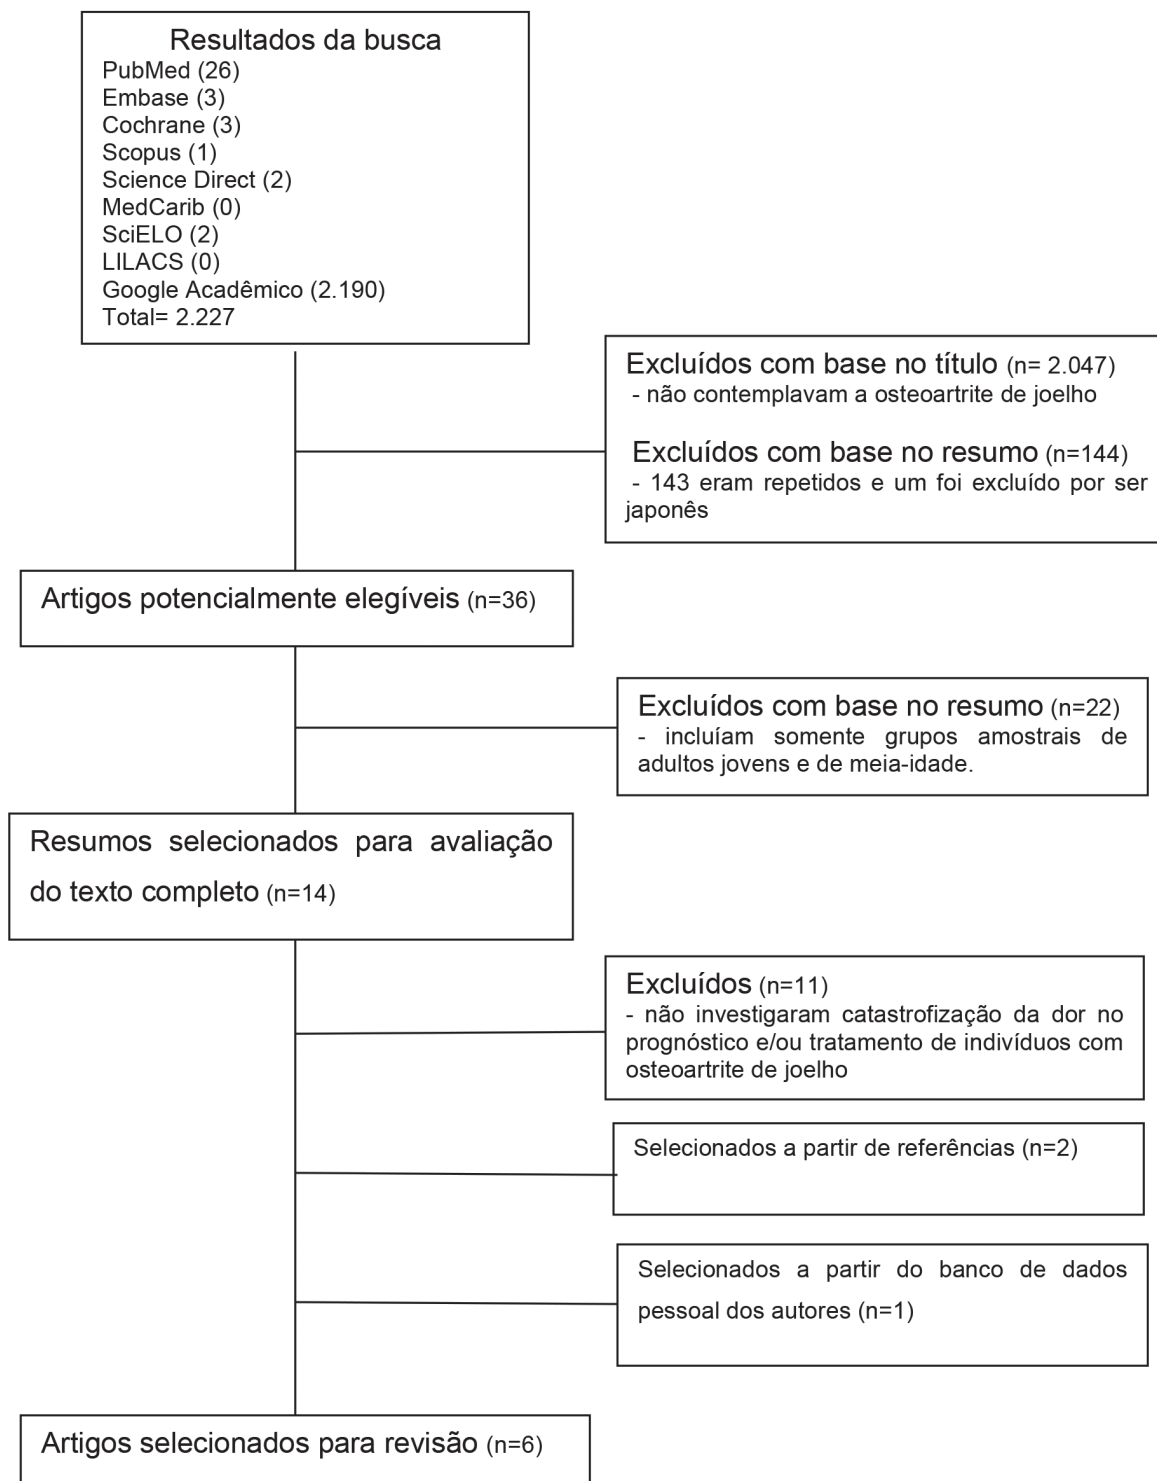 Resultados da busca
PubMed (26)
Embase (3)
Cochrane (3)
Scopus (1)
Science Direct (2)
MedCarib (0)
SciELO (2)
LILACS (0)
Google Acadêmico (2.190)
Total= 2.227
Excluídos com base no título (n= 2.047)
- não contemplavam a osteoartrite de joelho
Excluídos com base no resumo (n=144)
- 143 eram repetidos e um foi excluído por ser
japonês
Artigos potencialmente elegíveis (n=36)
Excluídos com base no resumo (n=22)
- incluíam somente grupos amostrais de
adultos jovens e de meia-idade.
Resumos selecionados para avaliação
do texto completo (n=14)
Excluídos (n=11)
- não investigaram catastrofização da dor no
prognóstico e/ou tratamento de indivíduos com
osteoartrite de joelho
Selecionados a partir de referências (n=2)
Selecionados a partir do banco de dados
pessoal dos autores (n=1)
Artigos selecionados para revisão (n=6)